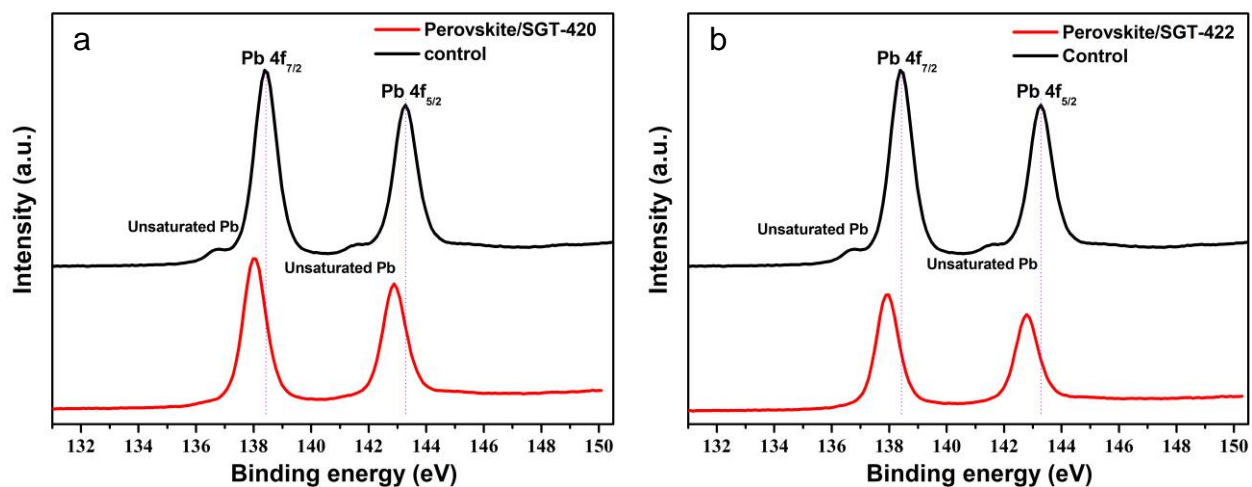 a
Perovskite/SGT-420
control
Pb 4f7/2
Pb 4f5/2
Unsaturated Pb
Unsaturated Pb
Intensity (a.u.)
132 134 136 138 140 142 144 146 148 150
Binding energy (eV)
b
Perovskite/SGT-422
Control
Pb 4f7/2
Pb 4f5/2
Unsaturated Pb
Unsaturated Pb
Intensity (a.u.)
132 134 136 138 140 142 144 146 148 150
Binding energy (eV)